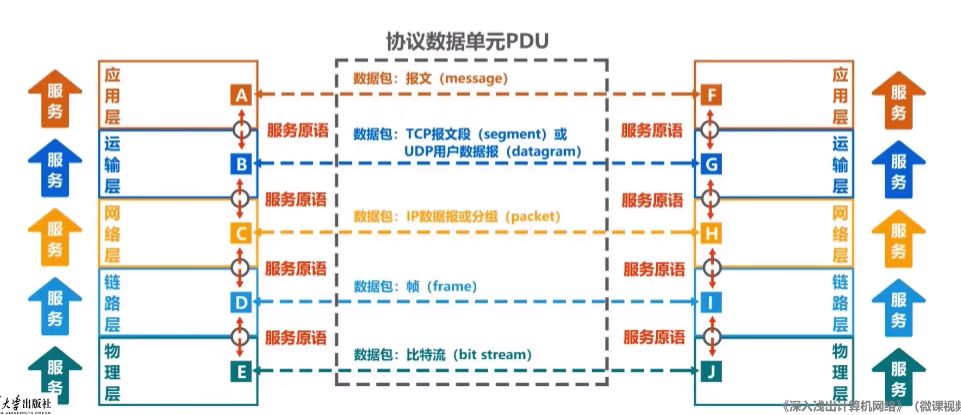 协议数据单元PDU
服务
应用层
A
数据包：报文（message）
F
应用层
服务
服务原语
服务原语
服务
运输层
B
数据包：TCP报文段（segment）或
UDP用户数据报（datagram）
G
运输层
服务
服务原语
服务原语
服务
网络层
C
数据包：IP数据报或分组（packet）
H
网络层
服务
服务原语
服务原语
服务
链路层
D
数据包：帧（frame）
I
链路层
服务
服务原语
服务原语
服务
物理层
E
数据包：比特流（bit stream）
J
物理层
服务
大学出版社
《深入浅出计算机网络》（微课视频